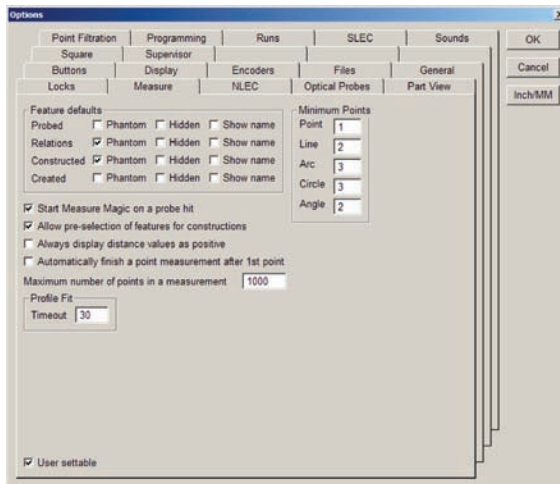 Options
Point Filtration Programming Runs SLEC Sounds
Square Supervisor
Buttons Display Encoders Files General
Locks Measure NLEC Optical Probes Part View
OK
Cancel
Inch/MM
Feature defaults
Probed Phantom Hidden Show name
Relations Phantom Hidden Show name
Constructed Phantom Hidden Show name
Created Phantom Hidden Show name
Minimum Points
Point 1
Line 2
Arc 3
Circle 3
Angle 2
Start Measure Magic on a probe hit
Allow pre-selection of features for constructions
Always display distance values as positive
Automatically finish a point measurement after 1st point
Maximum number of points in a measurement 1000
Profile Fit
Timeout 30
User settable